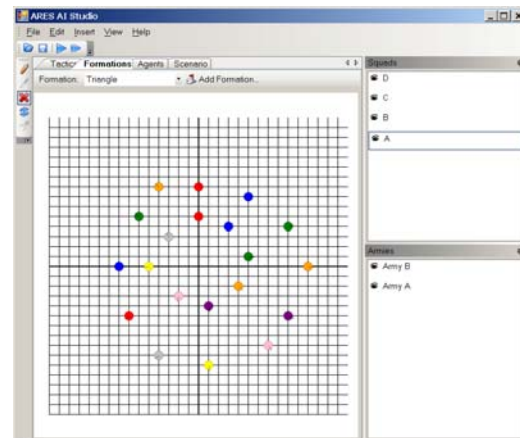 ARES AI Studio
File Edit Insert View Help
Tactics Formations Agents Scenario
Formation: Triangle Add Formation...
Squads
D
C
B
A
Armies
Army B
Army A